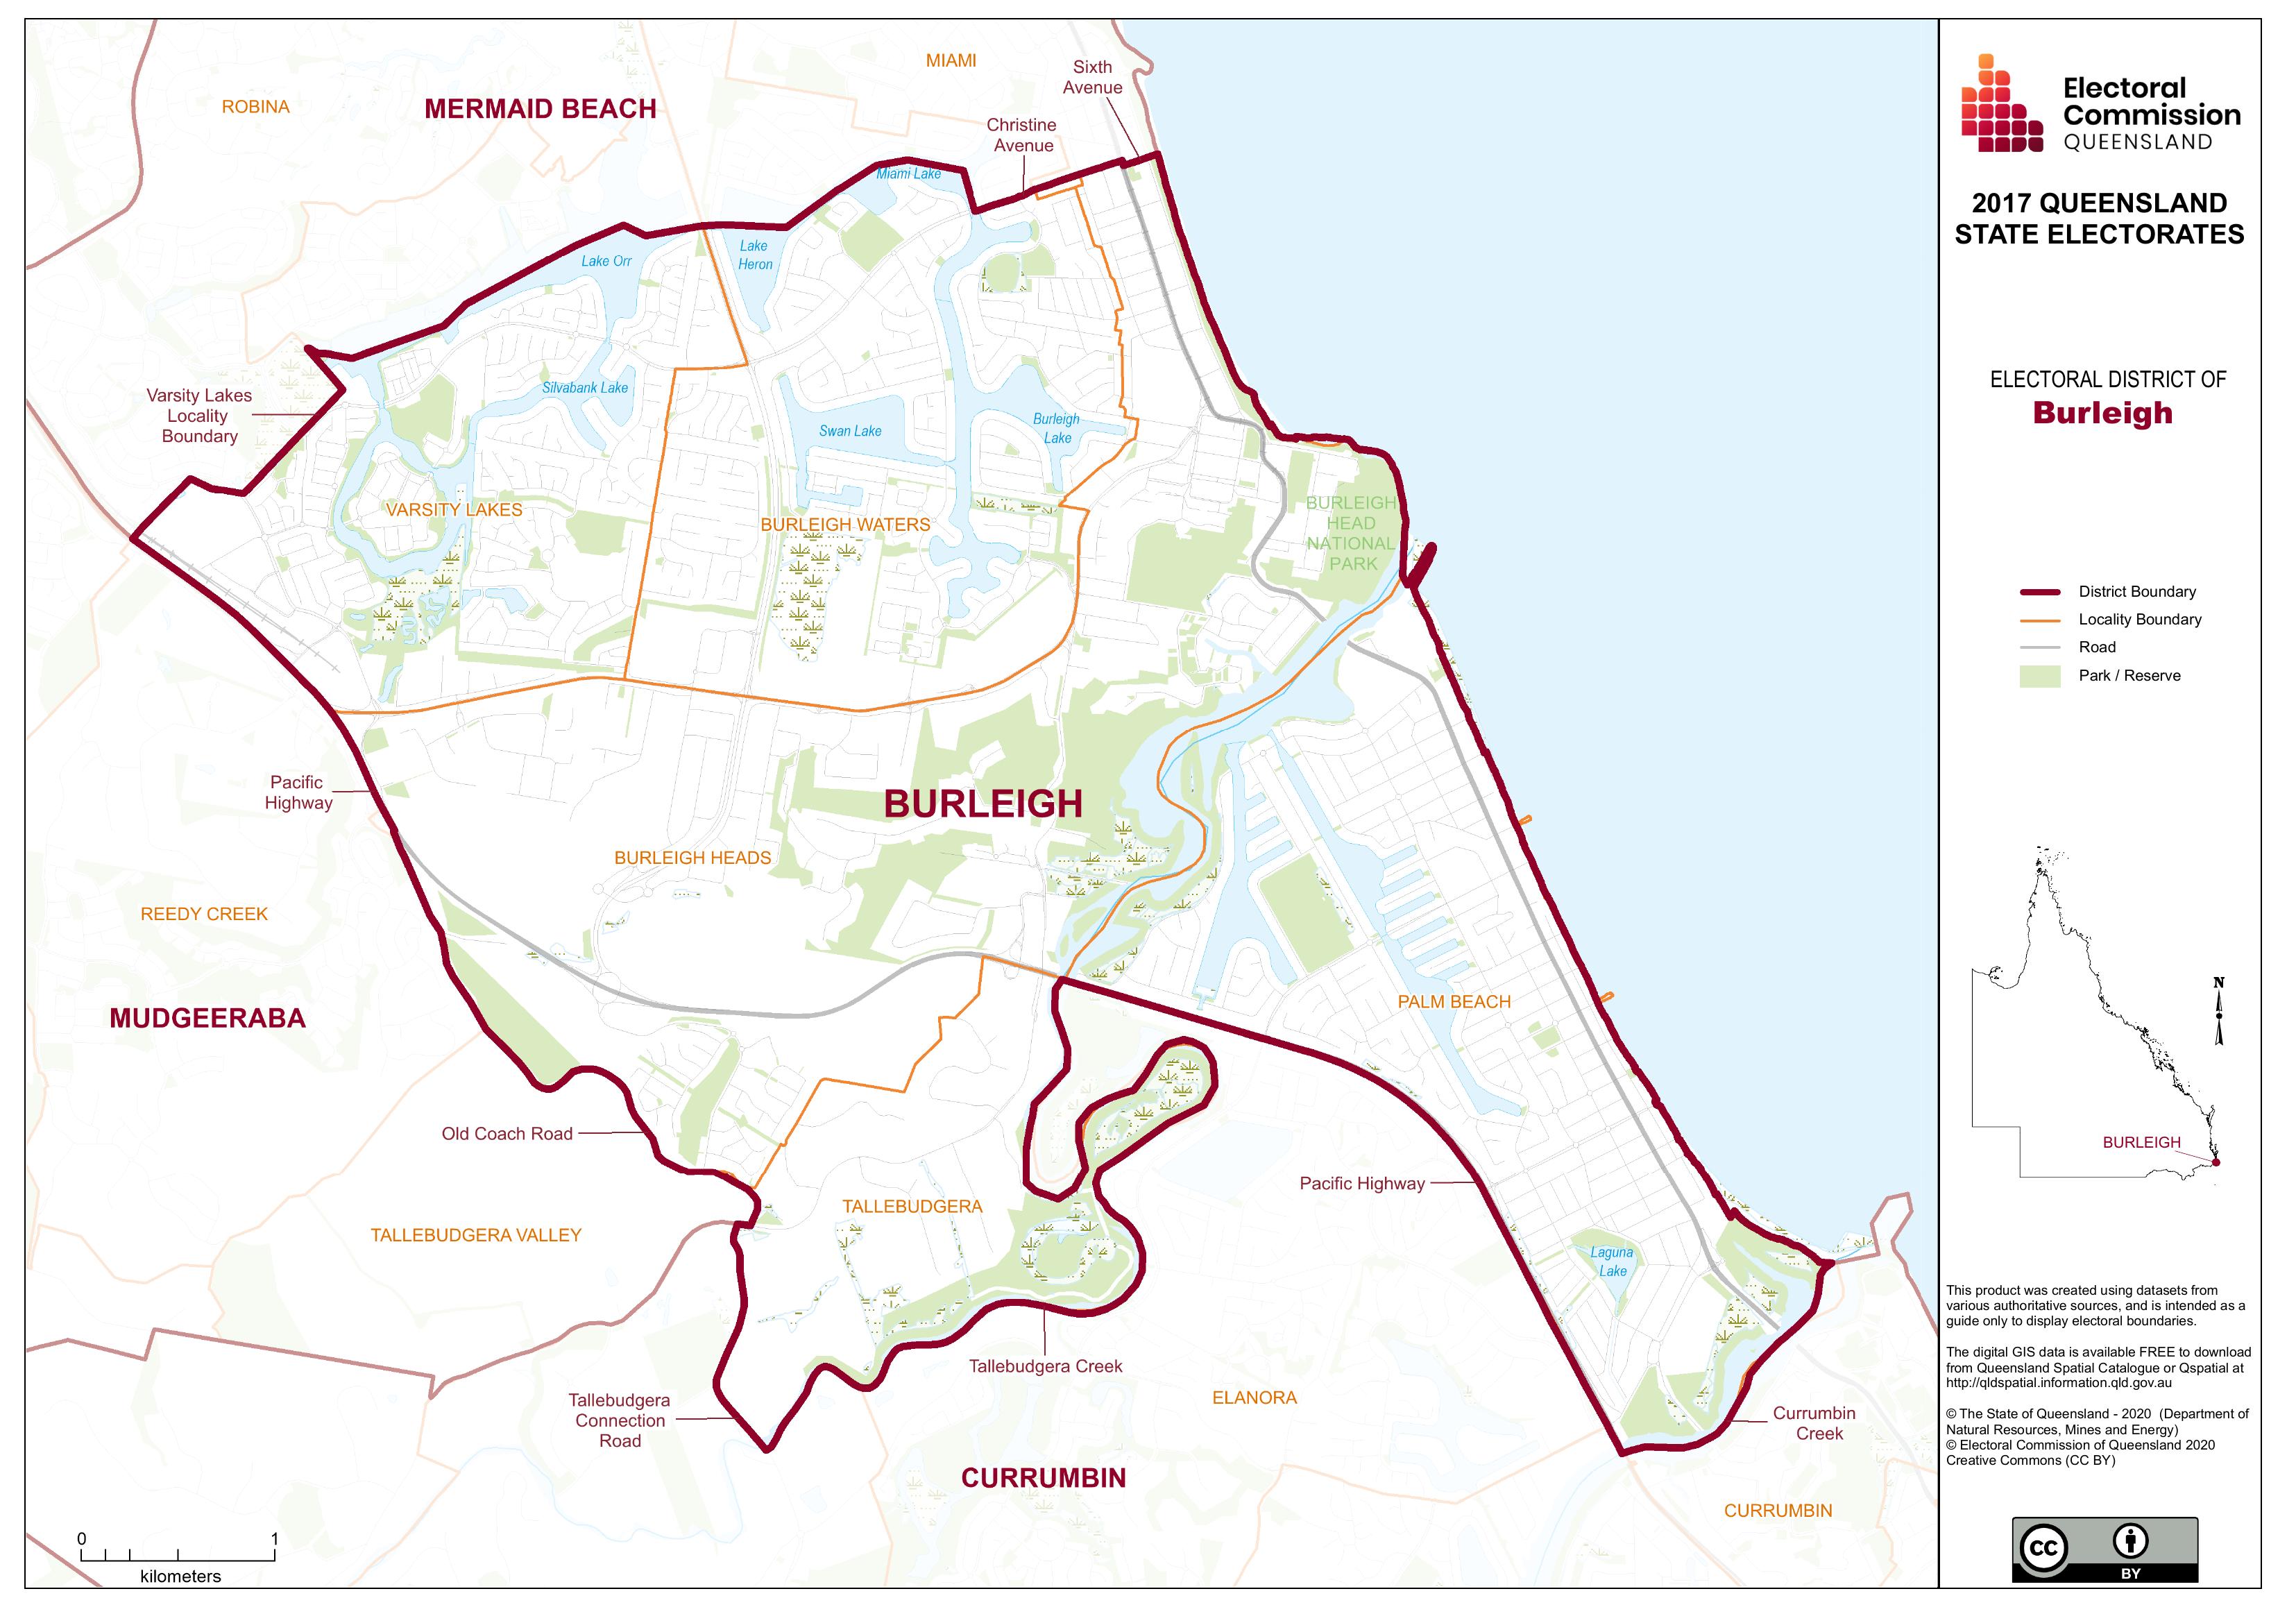 MIAMI
Sixth
Avenue
ROBINA
MERMAID BEACH
Christine
Avenue
Miami Lake
Lake
Heron
Lake Orr
Varsity Lakes
Locality
Boundary
Silvabank Lake
Swan Lake
Burleigh
Lake
VARSITY LAKES
BURLEIGH WATERS
BURLEIGH
HEAD
NATIONAL
PARK
Pacific
Highway
BURLEIGH
BURLEIGH HEADS
REEDY CREEK
MUDGEERABA
PALM BEACH
Old Coach Road
TALLEBUDGERA
TALLEBUDGERA VALLEY
Pacific Highway
Laguna
Lake
Tallebudgera Creek
Tallebudgera
Connection
Road
ELANORA
Currumbin
Creek
CURRUMBIN
CURRUMBIN
0 1
kilometers
Electoral
Commission
QUEENSLAND
2017 QUEENSLAND
STATE ELECTORATES
ELECTORAL DISTRICT OF
Burleigh
District Boundary
Locality Boundary
Road
Park / Reserve
N
BURLEIGH
This product was created using datasets from
various authoritative sources, and is intended as a
guide only to display electoral boundaries.
The digital GIS data is available FREE to download
from Queensland Spatial Catalogue or Qspatial at
http://qldspatial.information.qld.gov.au
© The State of Queensland - 2020 (Department of
Natural Resources, Mines and Energy)
© Electoral Commission of Queensland 2020
Creative Commons (CC BY)
CC
BY